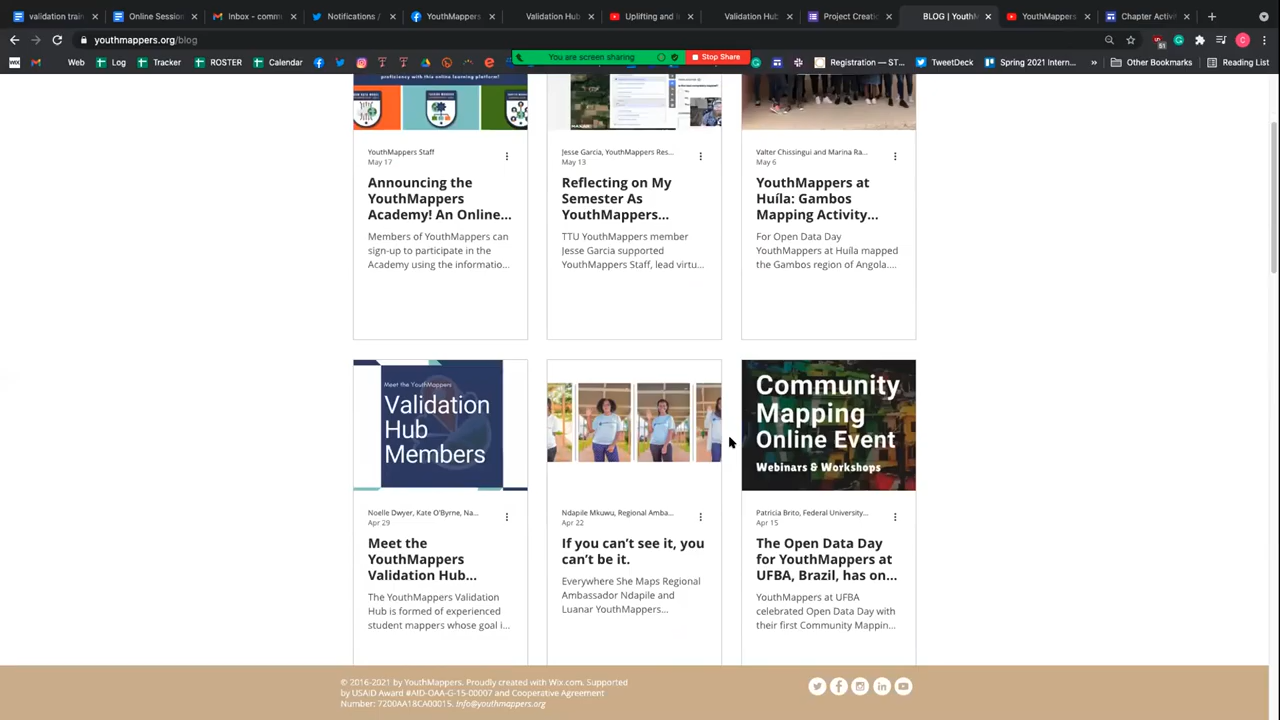 validation train
Online Session
Inbox - comm
Notifications /
YouthMappers
Validation Hub
Uplifting and
Validation Hub
Project Creatio
BLOG | YouthM
YouthMappers
Chapter Activi
youthmappers.org/blog
You are screen sharing
Stop Share
Web
Log
Tracker
ROST
Registration — ST...
TweetDeck
Spring 2021 Intern...
Other Bookmarks
Reading List
proficiency with this online learning platform!
YouthMappers Staff
May 17
Announcing the
YouthMappers
Academy! An Online...
Members of YouthMappers can
sign-up to participate in the
Academy using the informatio...
Jesse Garcia, YouthMappers Res...
May 13
Reflecting on My
Semester As
YouthMappers...
TTU YouthMappers member
Jesse Garcia supported
YouthMappers Staff, lead virtu...
Valter Chissingui and Marina Ra...
May 6
YouthMappers at
Huíla: Gambos
Mapping Activity...
For Open Data Day
YouthMappers at Huíla mapped
the Gambos region of Angola....
Meet the YouthMappers
Validation
Hub
Members
Noelle Dwyer, Kate O'Byrne, Na...
Apr 29
Meet the
YouthMappers
Validation Hub...
The YouthMappers Validation
Hub is formed of experienced
student mappers whose goal i...
Ndapile Mkuwu, Regional Amba...
Apr 22
If you can't see it, you
can't be it.
Everywhere She Maps Regional
Ambassador Ndapile and
Luanar YouthMappers...
Community
Mapping
Online Event
Webinars & Workshops
Patricia Brito, Federal University...
Apr 15
The Open Data Day
for YouthMappers at
UFBA, Brazil, has on...
YouthMappers at UFBA
celebrated Open Data Day with
their first Community Mappin...
© 2016-2021 by YouthMappers. Proudly created with Wix.com. Supported
by USAID Award #AID-OAA-G-15-00007 and Cooperative Agreement
Number: 7200AA18CA00015. info@youthmappers.org